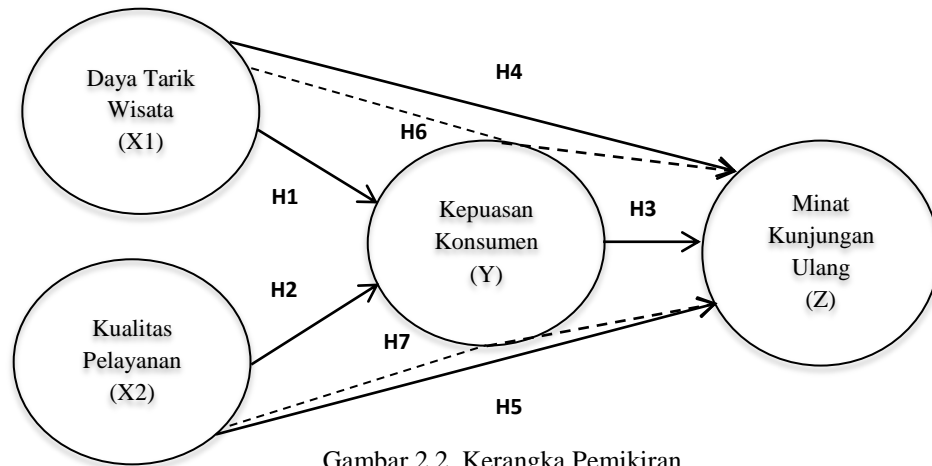 Daya Tarik
Wisata
(X1)
H4
H6
H1
Kepuasan
Konsumen
(Y)
H3
Minat
Kunjungan
Ulang
(Z)
H2
Kualitas
Pelayanan
(X2)
H7
H5
Gambar 2.2. Kerangka Pemikiran